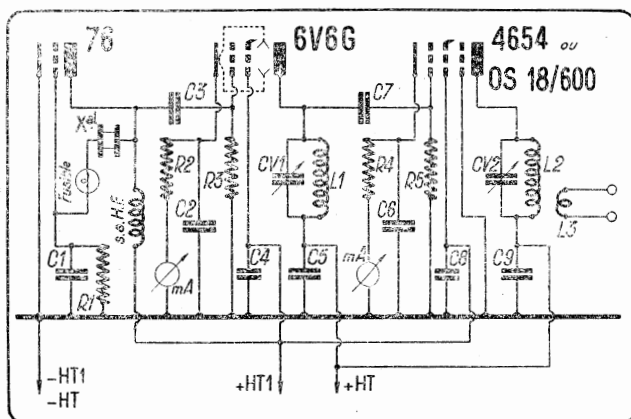 76 6V6G 4654 ou
OS 18/600
C3 C7
Xal
fusible
R2 R3 CV1 L1 R4 R5 CV2 L2
s.e.H.F. C2 C6 L3
C1 R1 mA C4 C5 mA C8 C9
-HT1 +HT1 +HT
-HT